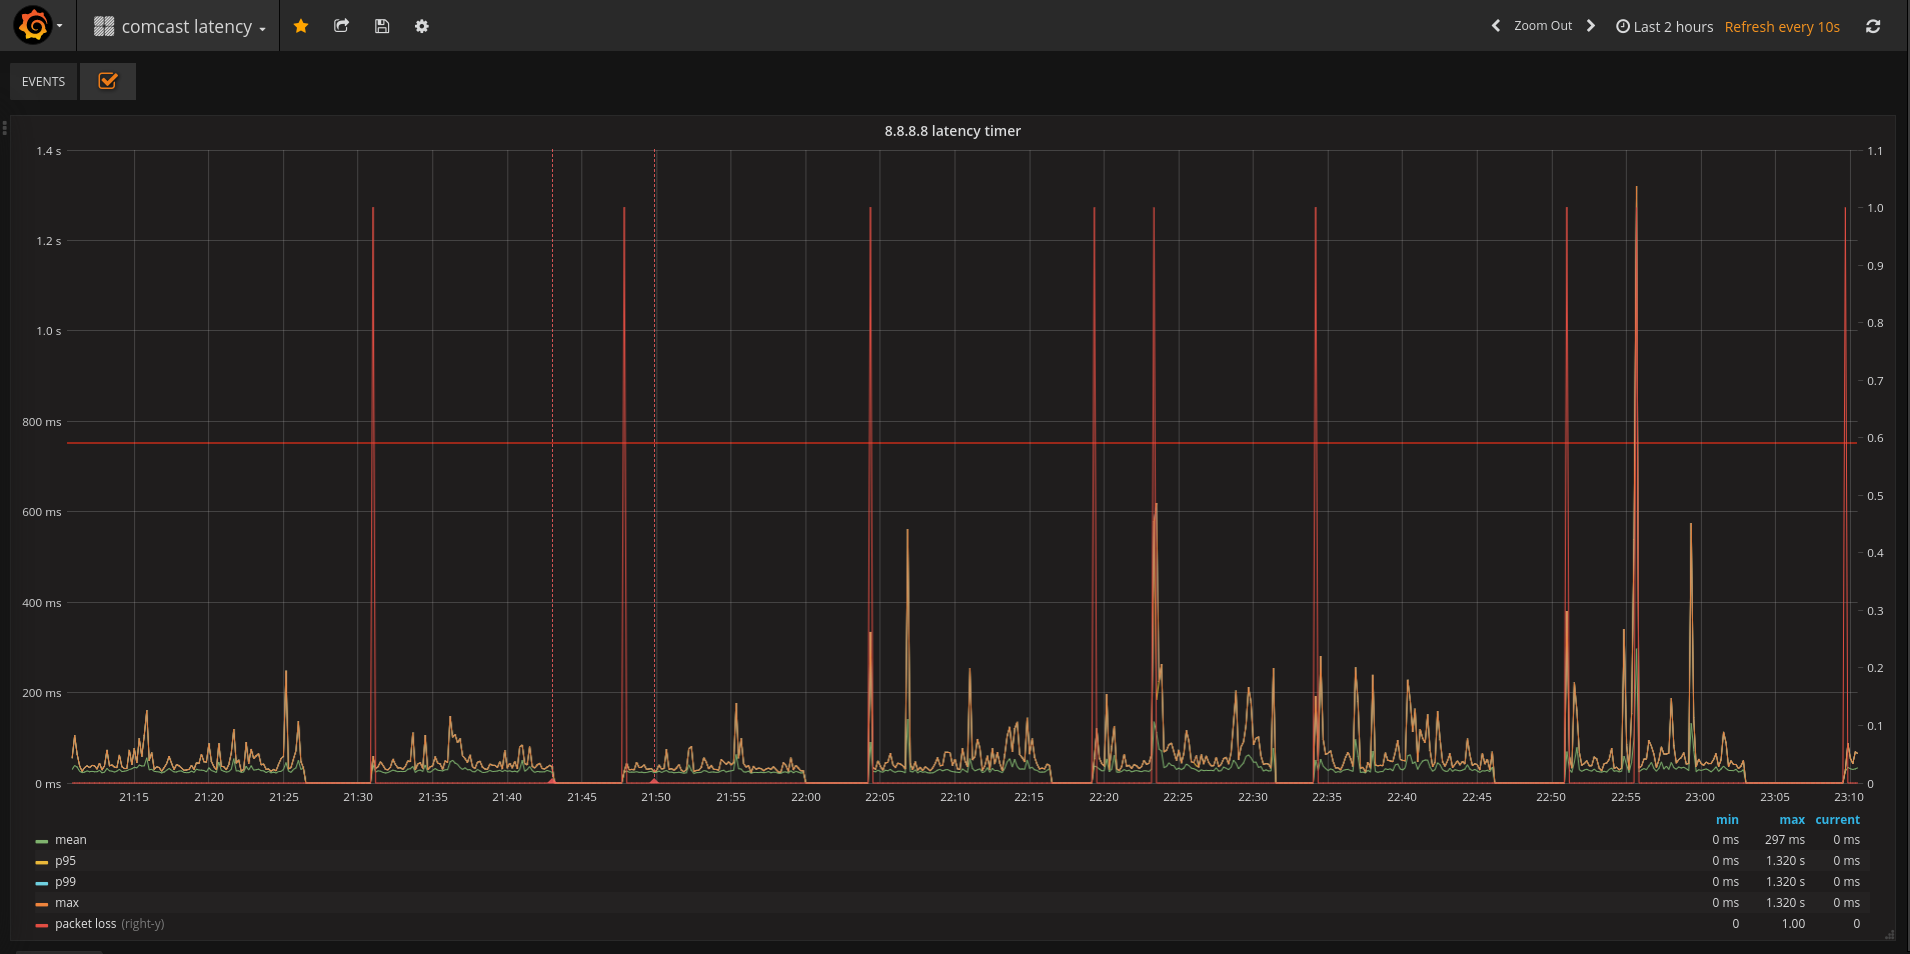 comcast latency
Zoom Out
Last 2 hours Refresh every 10s
EVENTS
8.8.8.8 latency timer
1.4 s
1.2 s
1.0 s
800 ms
600 ms
400 ms
200 ms
0 ms
1.1
1.0
0.9
0.8
0.7
0.6
0.5
0.4
0.3
0.2
0.1
0
21:15 21:20 21:25 21:30 21:35 21:40 21:45 21:50 21:55 22:00 22:05 22:10 22:15 22:20 22:25 22:30 22:35 22:40 22:45 22:50 22:55 23:00 23:05 23:10
min max current
mean 0 ms 297 ms 0 ms
p95 0 ms 1.320 s 0 ms
p99 0 ms 1.320 s 0 ms
max 0 ms 1.320 s 0 ms
packet loss (right-y) 0 1.00 0